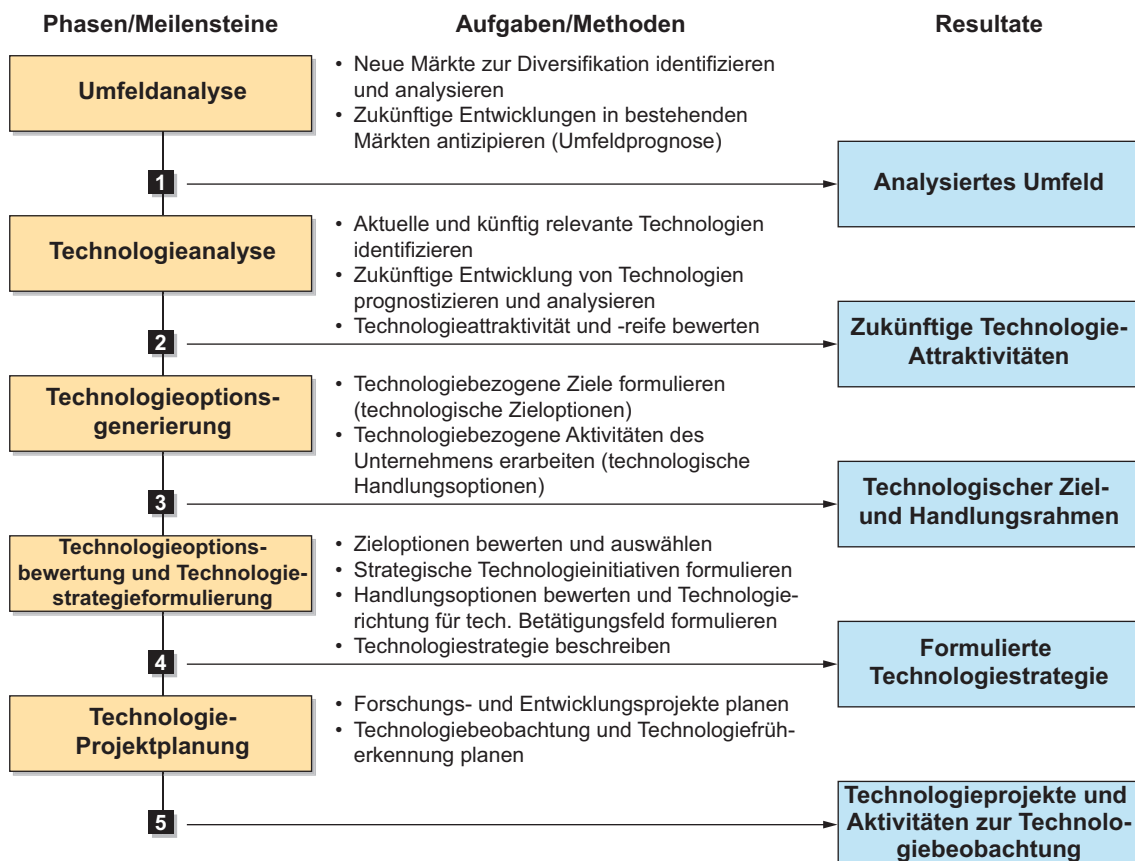 Phasen/Meilensteine
Aufgaben/Methoden
Resultate
Umfeldanalyse
• Neue Märkte zur Diversifikation identifizieren
und analysieren
• Zukünftige Entwicklungen in bestehenden
Märkten antizipieren (Umfeldprognose)
1
Analysiertes Umfeld
Technologieanalyse
• Aktuelle und künftig relevante Technologien
identifizieren
• Zukünftige Entwicklung von Technologien
prognostizieren und analysieren
• Technologieattraktivität und -reife bewerten
2
Zukünftige Technologie-
Attraktivitäten
Technologieoptions-
generierung
• Technologiebezogene Ziele formulieren
(technologische Zieloptionen)
• Technologiebezogene Aktivitäten des
Unternehmens erarbeiten (technologische
Handlungsoptionen)
3
Technologischer Ziel-
und Handlungsrahmen
Technologieoptions-
bewertung und Technologie-
strategieformulierung
• Zieloptionen bewerten und auswählen
• Strategische Technologieinitiativen formulieren
• Handlungsoptionen bewerten und Technologie-
richtung für tech. Betätigungsfeld formulieren
• Technologiestrategie beschreiben
4
Formulierte
Technologiestrategie
Technologie-
Projektplanung
• Forschungs- und Entwicklungsprojekte planen
• Technologiebeobachtung und Technologiefrüh-
erkennung planen
5
Technologieprojekte und
Aktivitäten zur Technolo-
giebeobachtung